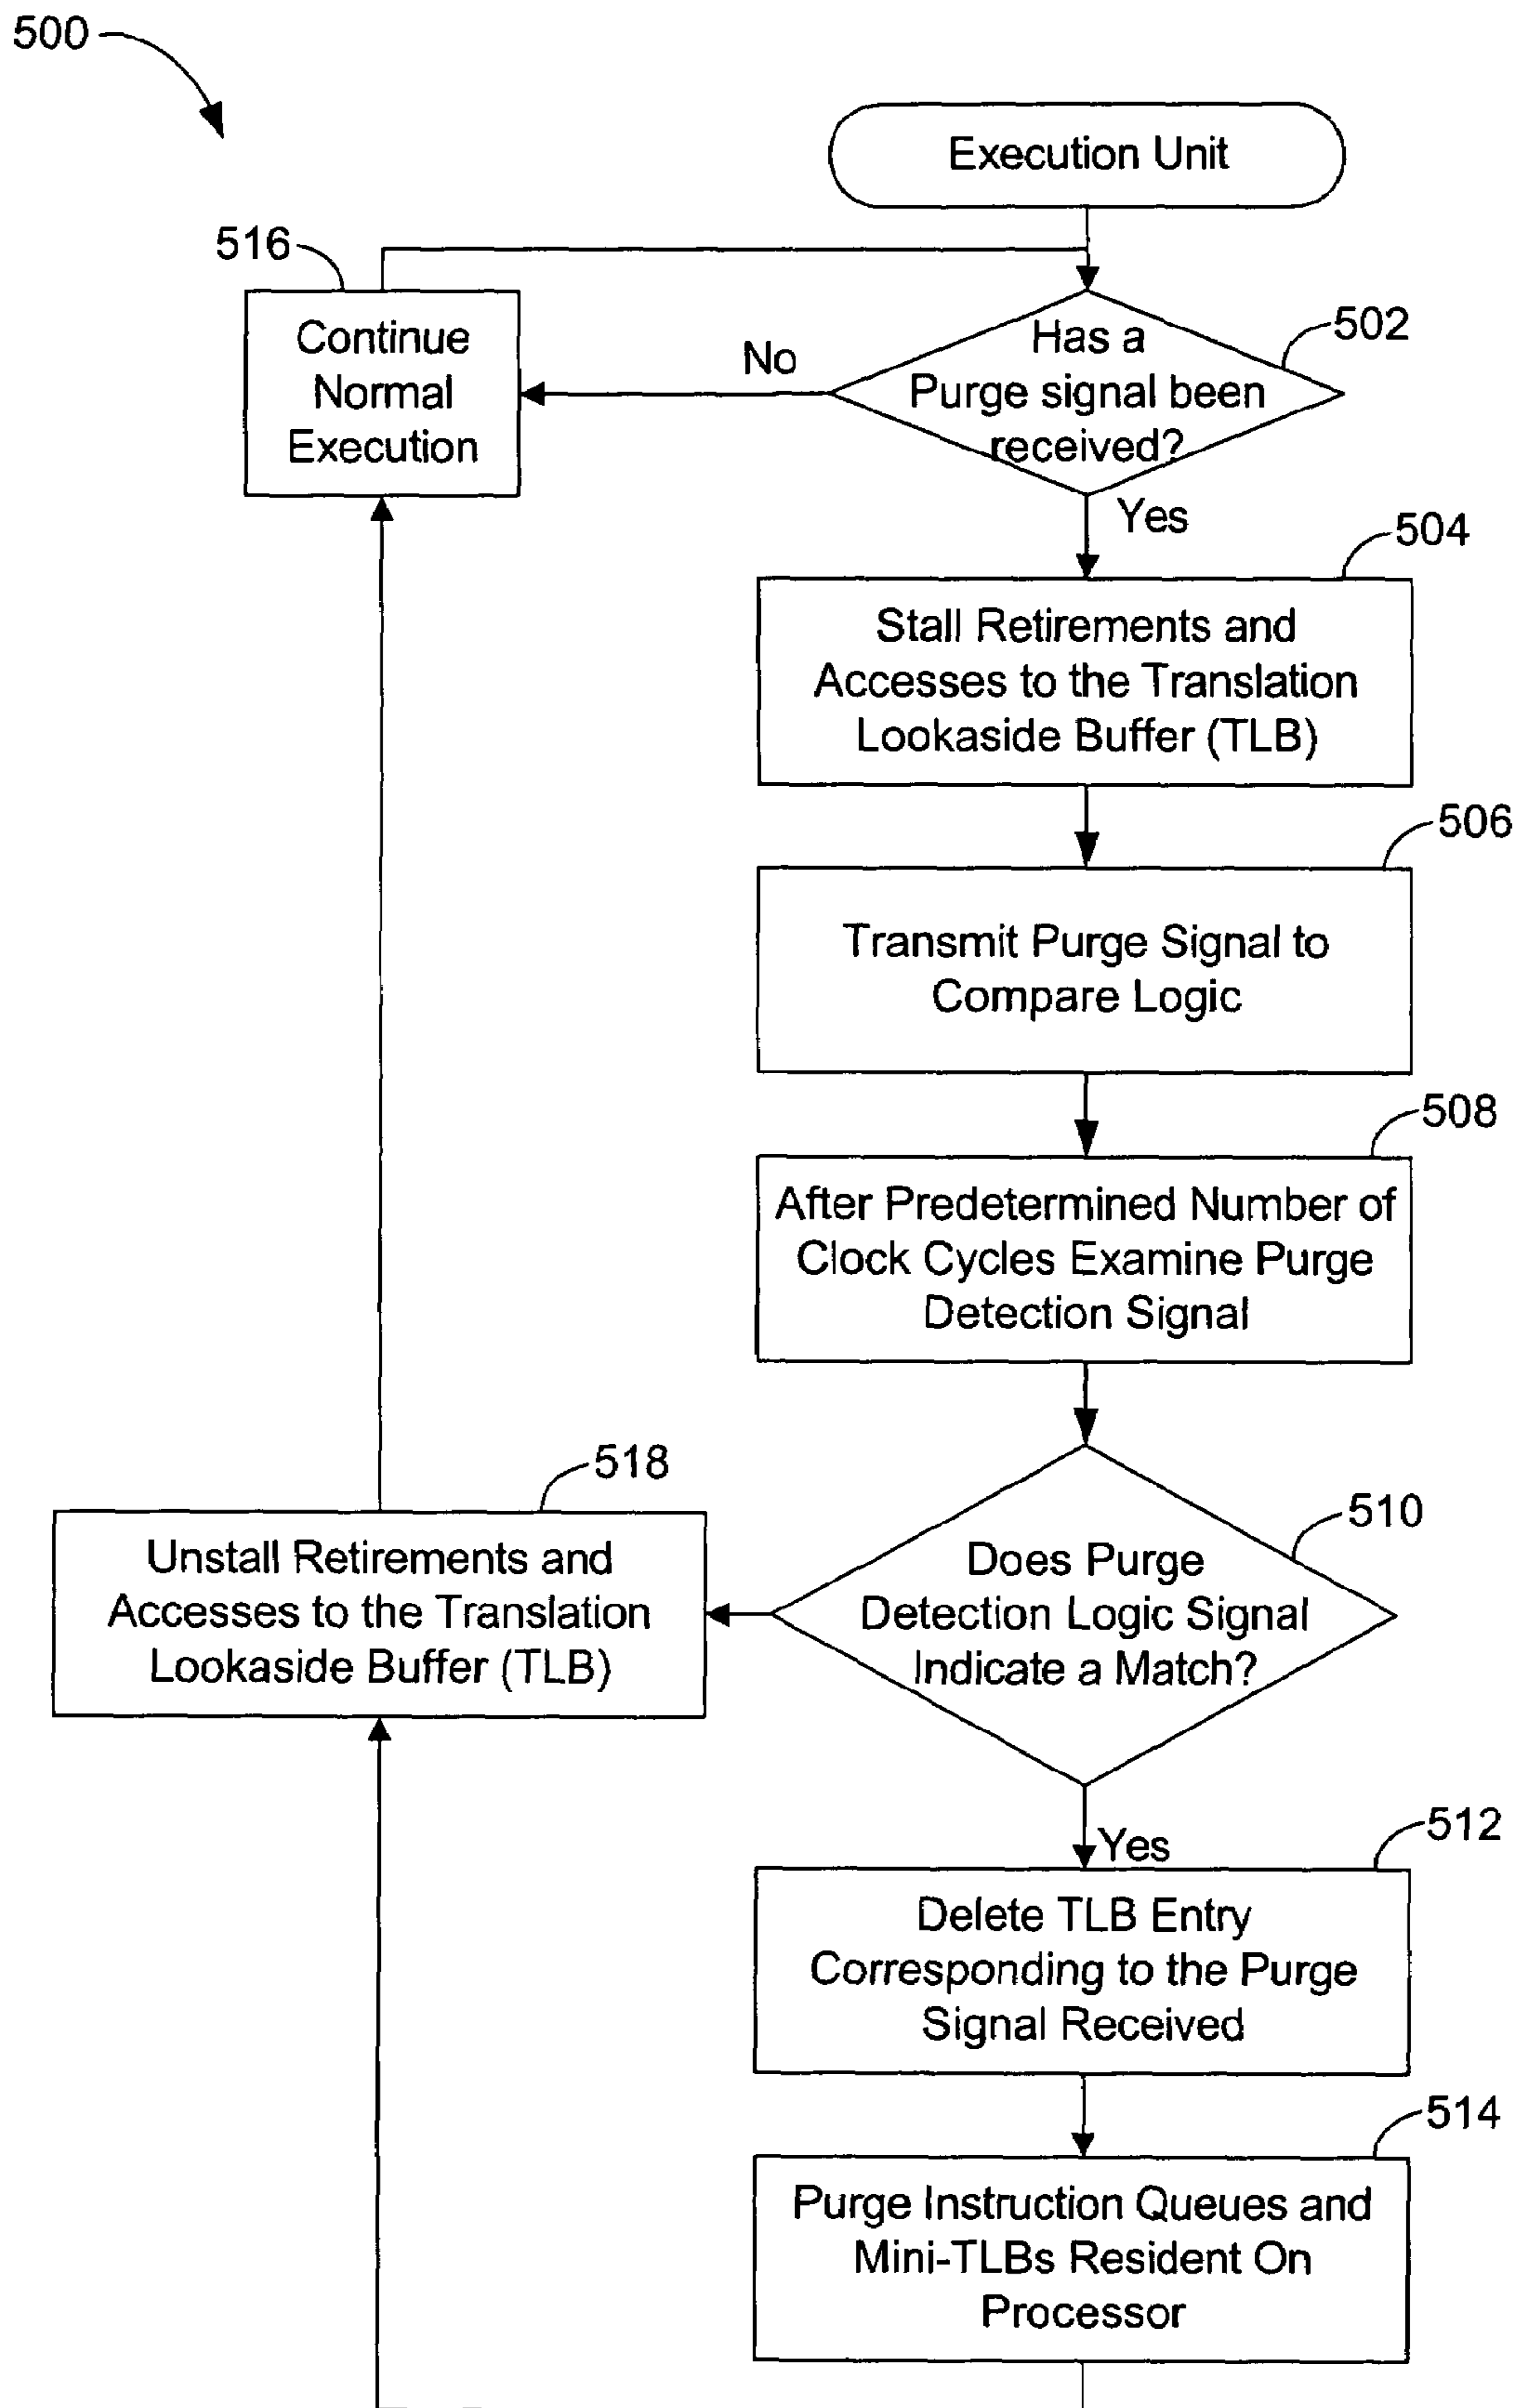 500
Execution Unit
516
Continue
Normal
Execution
No
Has a
Purge signal been
received?
502
Yes
504
Stall Retirements and
Accesses to the Translation
Lookaside Buffer (TLB)
506
Transmit Purge Signal to
Compare Logic
508
After Predetermined Number of
Clock Cycles Examine Purge
Detection Signal
518
Unstall Retirements and
Accesses to the Translation
Lookaside Buffer (TLB)
510
Does Purge
Detection Logic Signal
Indicate a Match?
Yes
512
Delete TLB Entry
Corresponding to the Purge
Signal Received
514
Purge Instruction Queues and
Mini-TLBs Resident On
Processor